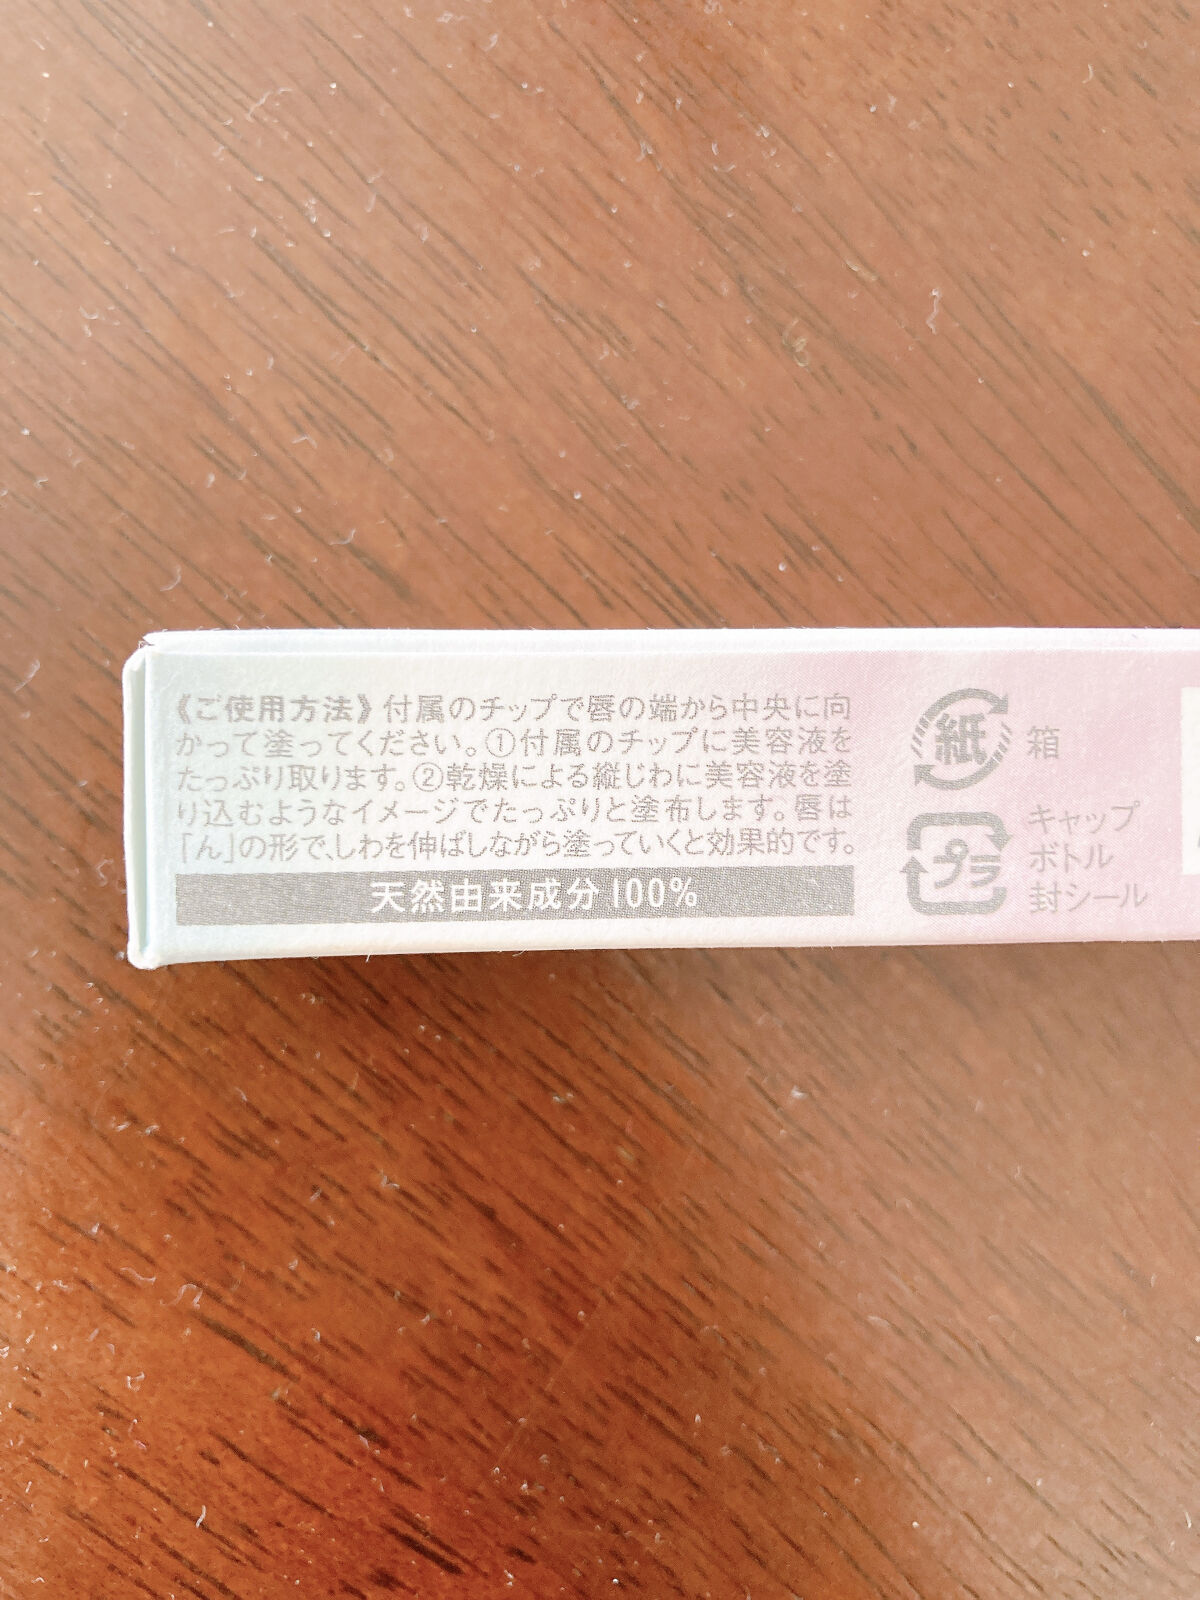 《ご使用方法》付属のチップで唇の端から中央に向
かって塗ってください。①付属のチップに美容液を
たっぷり取ります。②乾燥による縦じわに美容液を塗
り込むようなイメージでたっぷりと塗布します。唇は
「ん」の形で、しわを伸ばしながら塗っていくと効果的です。
天然由来成分100%
紙 箱
プラ
キャップ
ボトル
封シール